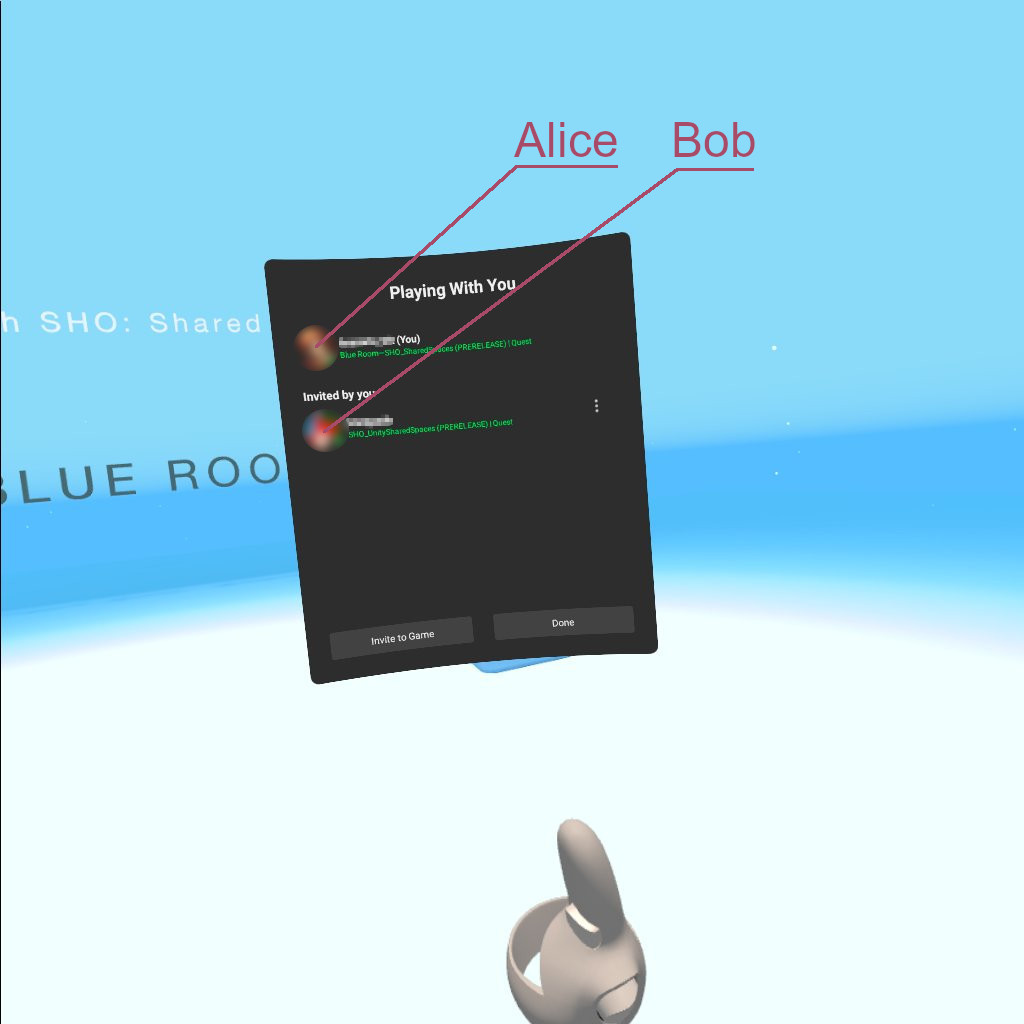 Alice Bob
Playing With You
h SHO: Shared
(You)
Blue Room—SHO_SharedSpaces (PRERELEASE) | Quest
Invited by you
SHO_UnitySharedSpaces (PRERELEASE) | Quest
BLUE ROO
Invite to Game
Done